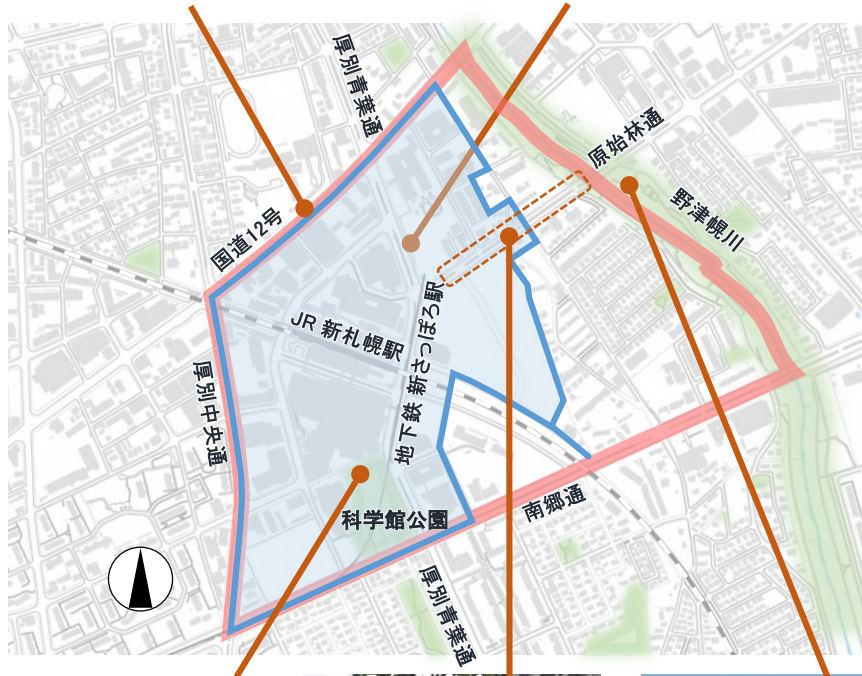 厚別青葉通
原始林通
野津幌川
国道12号
JR 新札幌駅
地下鉄 新さっぽろ駅
厚別中央通
南郷通
科学館公園
厚別青葉通